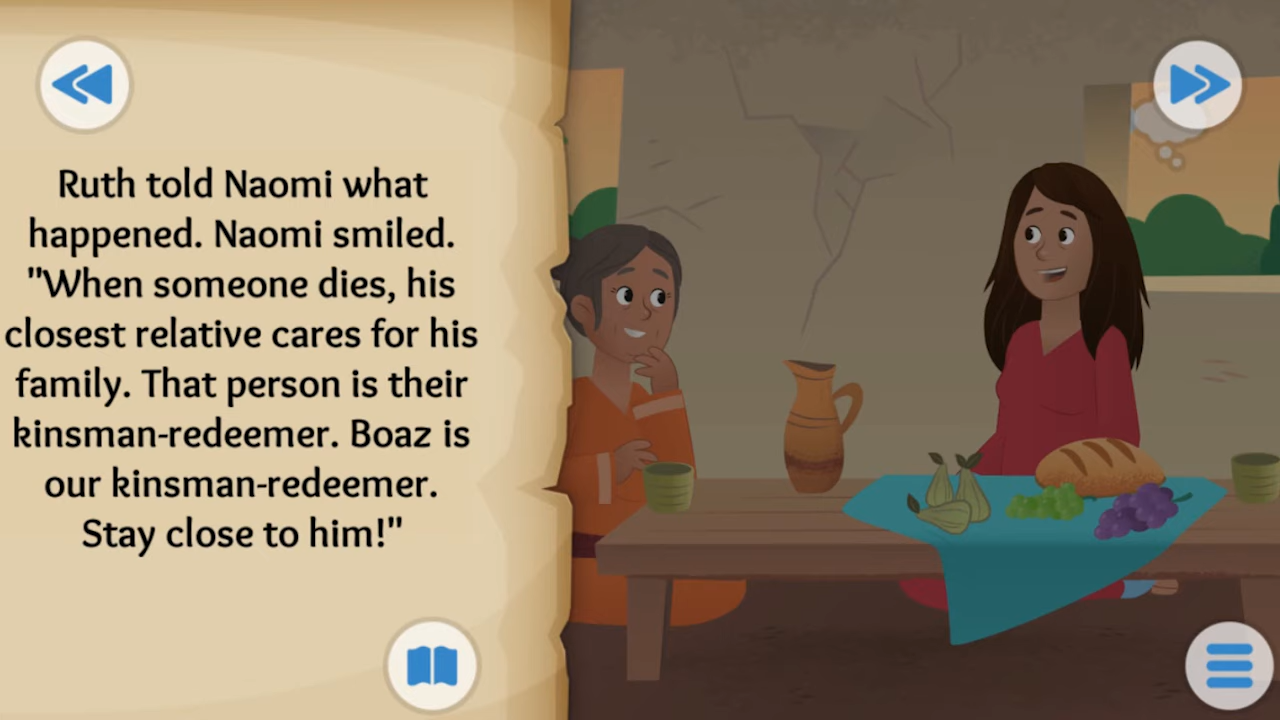 Ruth told Naomi what
happened. Naomi smiled.
"When someone dies, his
closest relative cares for his
family. That person is their
kinsman-redeemer. Boaz is
our kinsman-redeemer.
Stay close to him!"